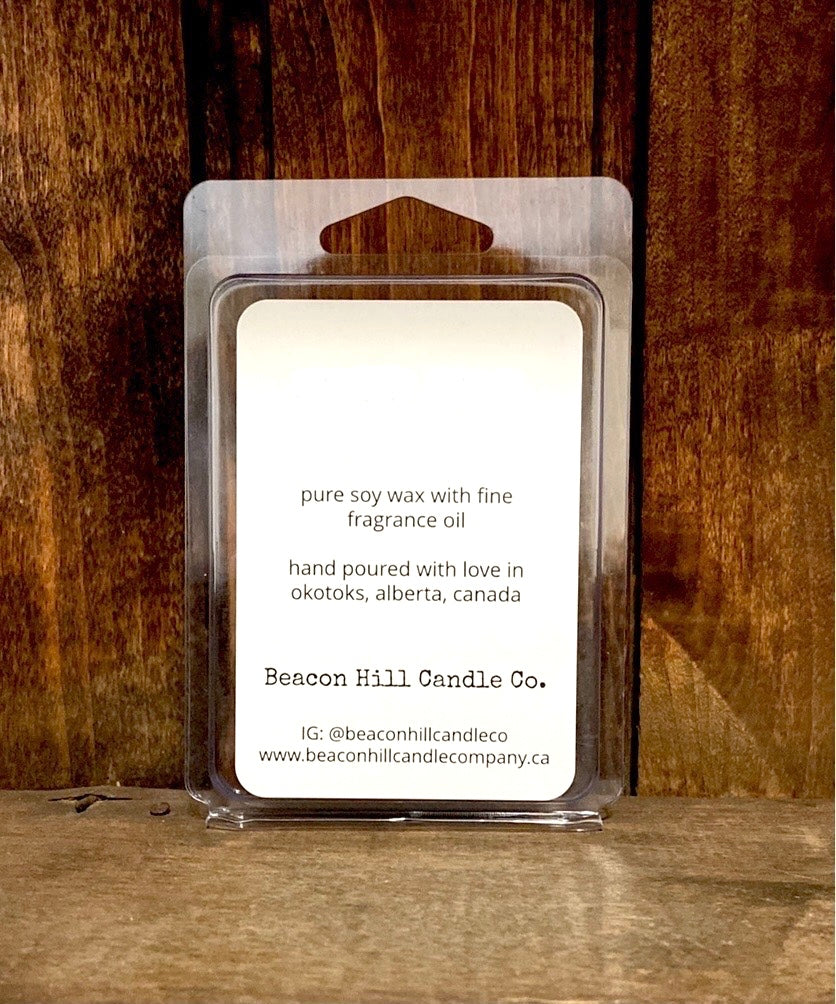 pure soy wax with fine
fragrance oil
hand poured with love in
okotoks, alberta, canada
Beacon Hill Candle Co.
IG: @beaconhillcandleco
www.beaconhillcandlecompany.ca